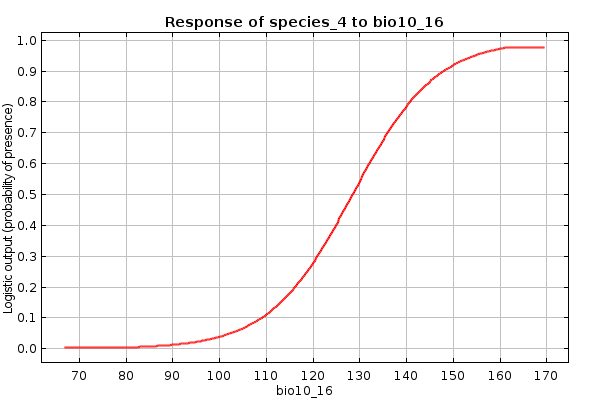 Response of species_4 to bio10_16
Logistic output (probability of presence)
1.0
0.9
0.8
0.7
0.6
0.5
0.4
0.3
0.2
0.1
0.0
70 80 90 100 110 120 130 140 150 160 170
bio10_16